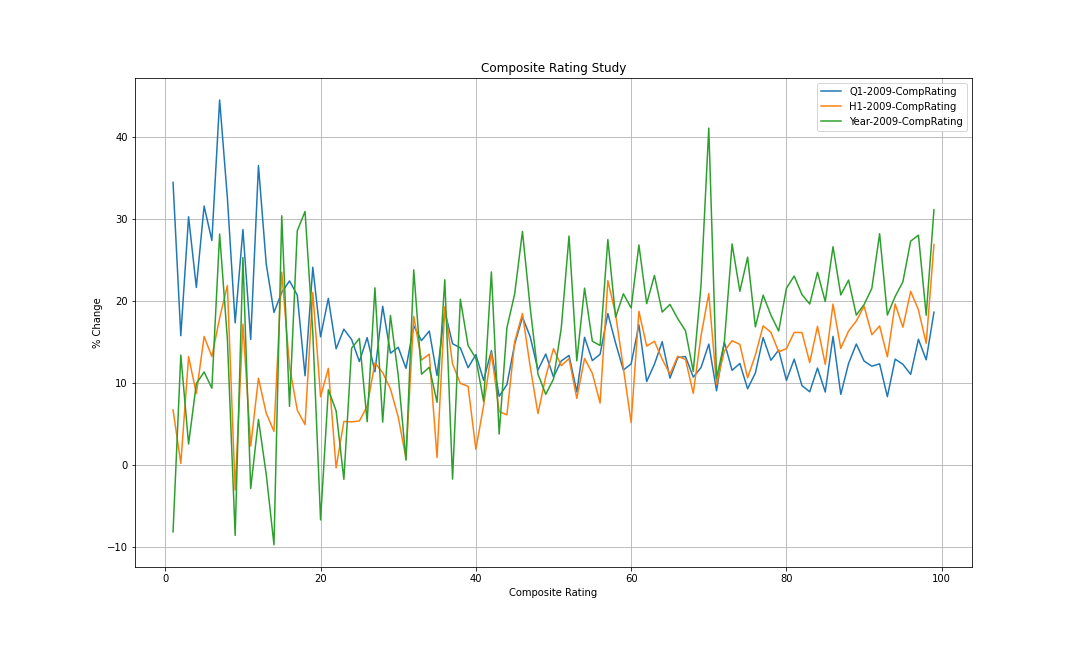 Composite Rating Study
Q1-2009-CompRating
H1-2009-CompRating
Year-2009-CompRating
40
30
20
10
0
−10
% Change
0 20 40 60 80 100
Composite Rating